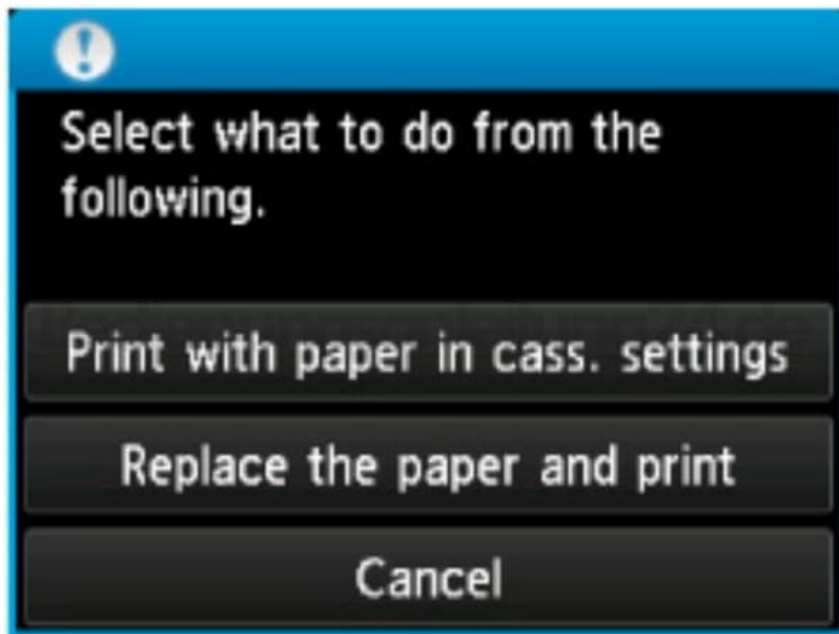 Select what to do from the
following.
Print with paper in cass. settings
Replace the paper and print
Cancel